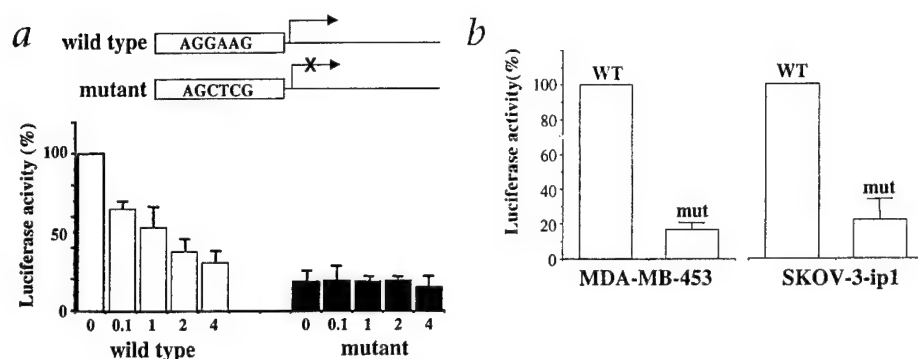 a
wild type AGGAAG
mutant AGCTCG
X
Luciferase acivity (%)
100
50
0
0 0.1 1 2 4
wild type
0 0.1 1 2 4
mutant
b
Luciferase activity(%)
100
80
60
40
20
0
WT
mut
MDA-MB-453
WT
mut
SKOV-3-ip1